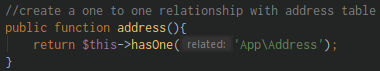 //create a one to one relationship with address table
public function address(){
return $this->hasOne( related: 'App\Address');
}